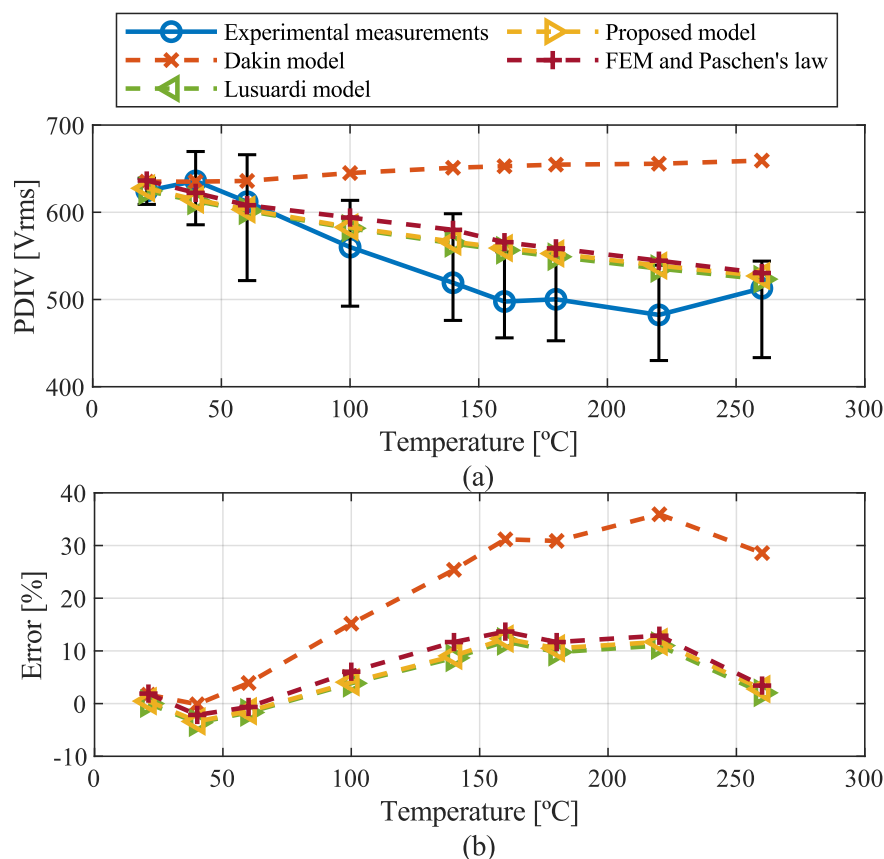 Experimental measurements
Dakin model
Lusuardi model
Proposed model
FEM and Paschen's law
700
600
500
400
PDIV [Vrms]
0 50 100 150 200 250 300
Temperature [ºC]
(a)
40
30
20
10
0
-10
Error [%]
0 50 100 150 200 250 300
Temperature [ºC]
(b)